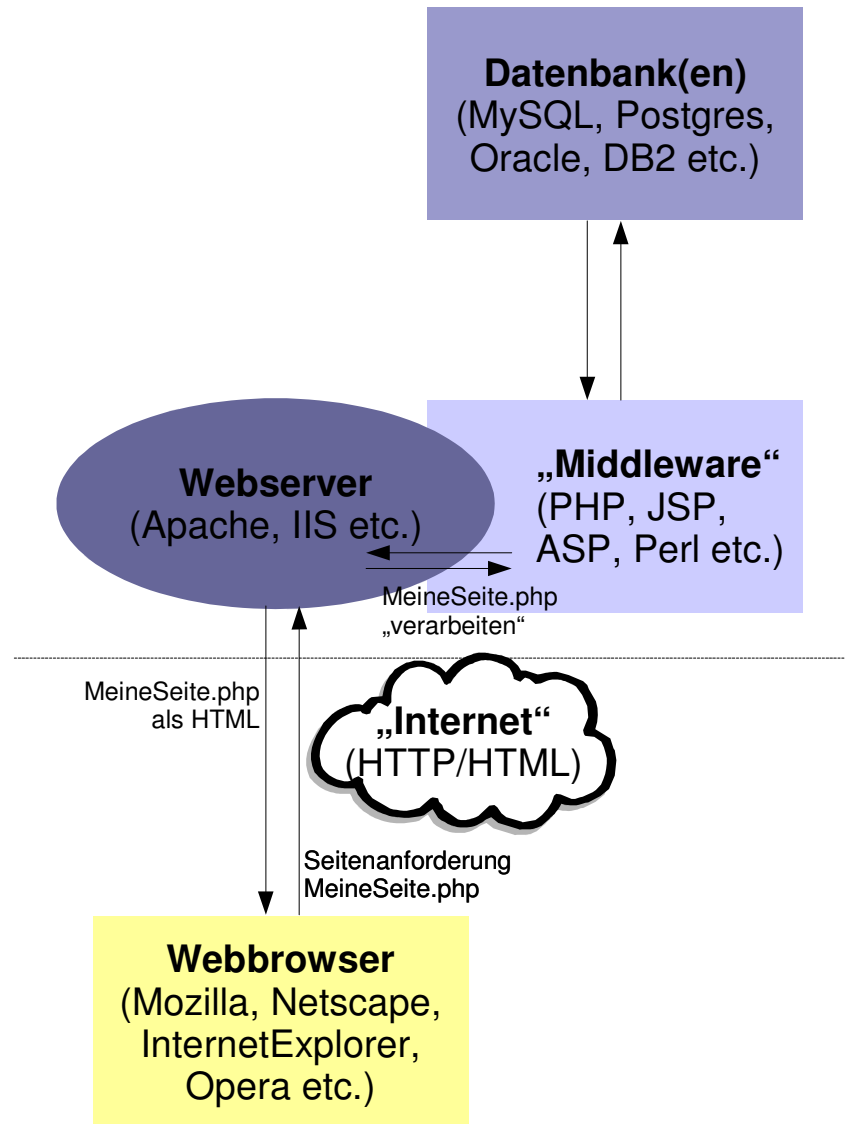 Datenbank(en)
(MySQL, Postgres,
Oracle, DB2 etc.)
Webserver
(Apache, IIS etc.)
„Middleware“
(PHP, JSP,
ASP, Perl etc.)
MeineSeite.php
„verarbeiten“
MeineSeite.php
als HTML
„Internet“
(HTTP/HTML)
Seitenanforderung
MeineSeite.php
Webbrowser
(Mozilla, Netscape,
InternetExplorer,
Opera etc.)